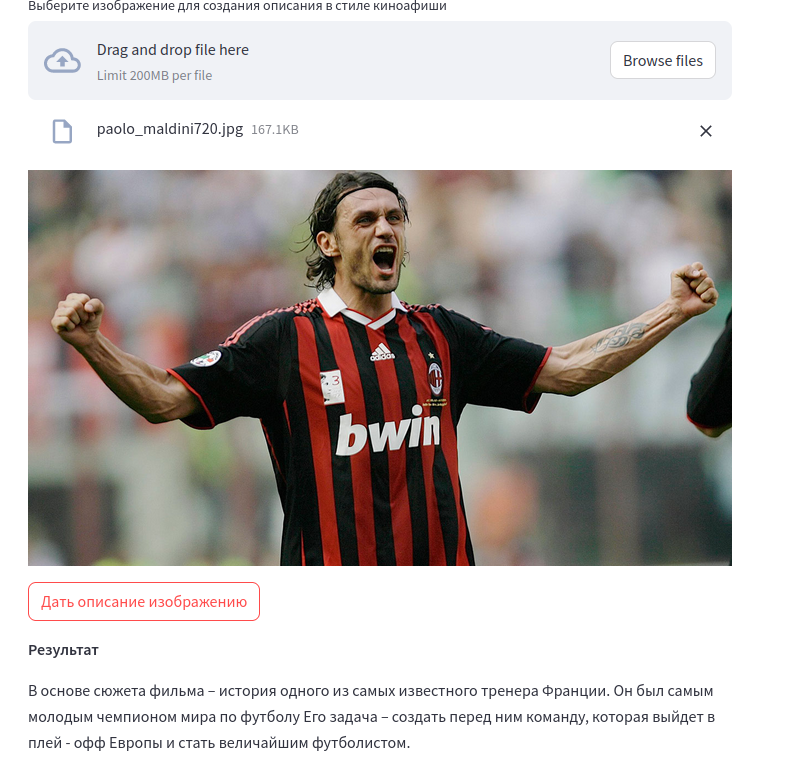 Выберите изображение для создания описания в стиле киноафиши
Drag and drop file here
Limit 200MB per file
Browse files
paolo_maldini720.jpg 167.1KB
3
adidas
bwin
Дать описание изображению
Результат
В основе сюжета фильма – история одного из самых известного тренера Франции. Он был самым
молодым чемпионом мира по футболу Его задача – создать перед ним команду, которая выйдет в
плей - офф Европы и стать величайшим футболистом.